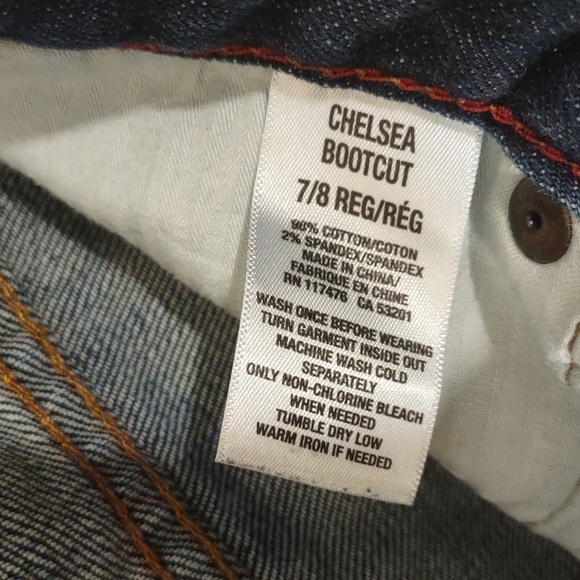 CHELSEA
BOOTCUT
7/8 REG/RÉG
98% COTTON/COTON
2% SPANDEX/SPANDEX
MADE IN CHINA/
FABRIQUE EN CHINE
RN 117476 CA 53201
WASH ONCE BEFORE WEARING
TURN GARMENT INSIDE OUT
MACHINE WASH COLD
SEPARATELY
ONLY NON-CHLORINE BLEACH
WHEN NEEDED
TUMBLE DRY LOW
WARM IRON IF NEEDED